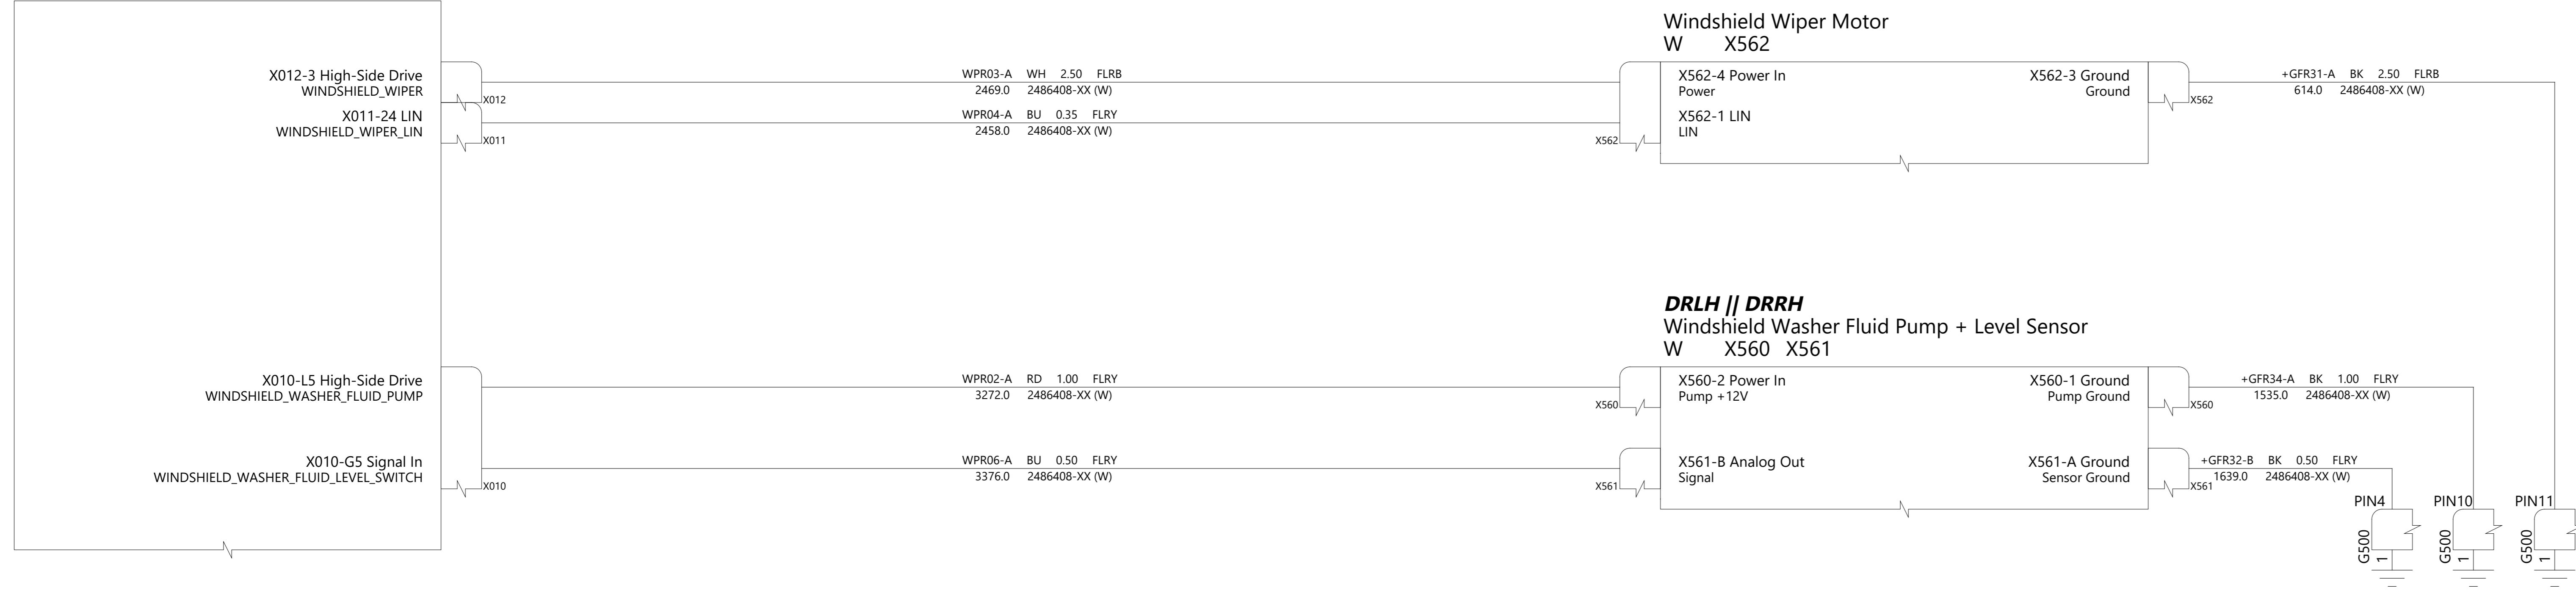 Windshield Wiper Motor
W X562
X012-3 High-Side Drive
WINDSHIELD_WIPER
X012
WPR03-A WH 2.50 FLRB
2469.0 2486408-XX (W)
X562-4 Power In
Power
X562-3 Ground
Ground
X562
+GFR31-A BK 2.50 FLRB
614.0 2486408-XX (W)
X011-24 LIN
WINDSHIELD_WIPER_LIN
X011
WPR04-A BU 0.35 FLRY
2458.0 2486408-XX (W)
X562
X562-1 LIN
LIN
DRLH || DRRH
Windshield Washer Fluid Pump + Level Sensor
W X560 X561
X010-L5 High-Side Drive
WINDSHIELD_WASHER_FLUID_PUMP
WPR02-A RD 1.00 FLRY
3272.0 2486408-XX (W)
X560
X560-2 Power In
Pump +12V
X560-1 Ground
Pump Ground
X560
+GFR34-A BK 1.00 FLRY
1535.0 2486408-XX (W)
X010-G5 Signal In
WINDSHIELD_WASHER_FLUID_LEVEL_SWITCH
X010
WPR06-A BU 0.50 FLRY
3376.0 2486408-XX (W)
X561
X561-B Analog Out
Signal
X561-A Ground
Sensor Ground
X561
+GFR32-B BK 0.50 FLRY
1639.0 2486408-XX (W)
PIN4 PIN10 PIN11
G500 G500 G500
1 1 1